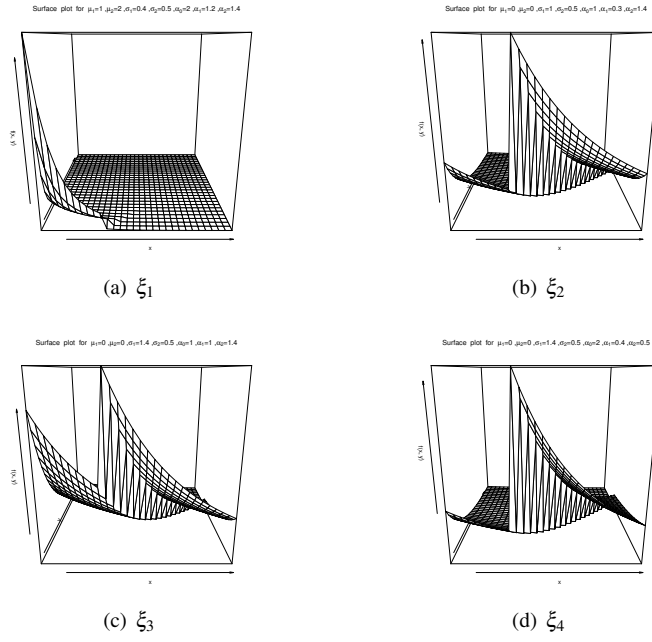 Surface plot for μ₁=1 ,μ₂=2 ,σ₁=0.4 ,σ₂=0.5 ,α₀=2 ,α₁=1.2 ,α₂=1.4
x
(a) ξ₁
Surface plot for μ₁=0 ,μ₂=0 ,σ₁=1 ,σ₂=0.5 ,α₀=1 ,α₁=0.3 ,α₂=1.4
x
(b) ξ₂
Surface plot for μ₁=0 ,μ₂=0 ,σ₁=1.4 ,σ₂=0.5 ,α₀=1 ,α₁=1 ,α₂=1.4
x
(c) ξ₃
Surface plot for μ₁=0 ,μ₂=0 ,σ₁=1.4 ,σ₂=0.5 ,α₀=2 ,α₁=0.4 ,α₂=0.5
x
(d) ξ₄